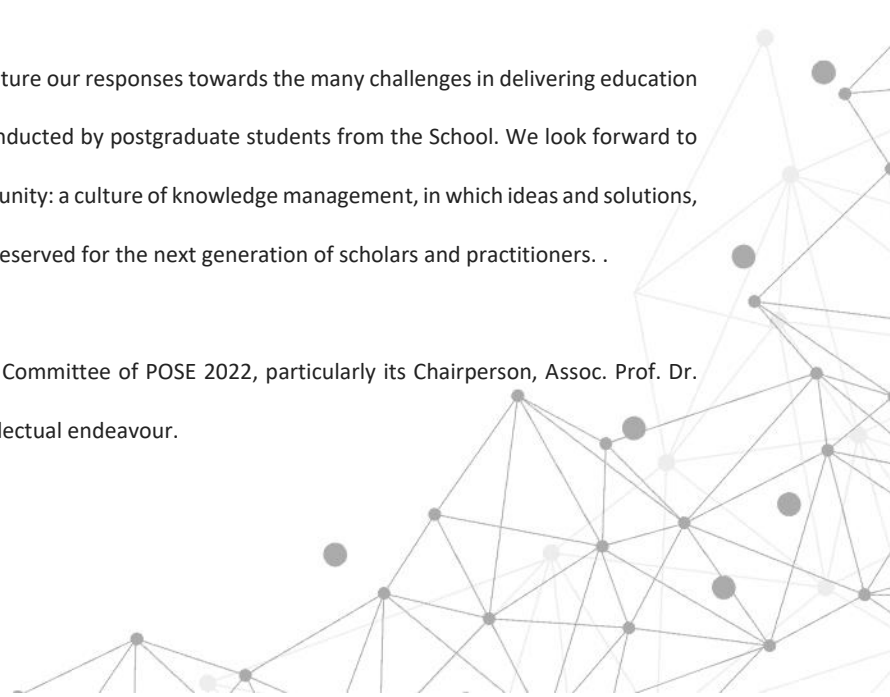 ture our responses towards the many challenges in delivering education
nducted by postgraduate students from the School. We look forward to
unity: a culture of knowledge management, in which ideas and solutions,
eserved for the next generation of scholars and practitioners. .
Committee of POSE 2022, particularly its Chairperson, Assoc. Prof. Dr.
lectual endeavour.